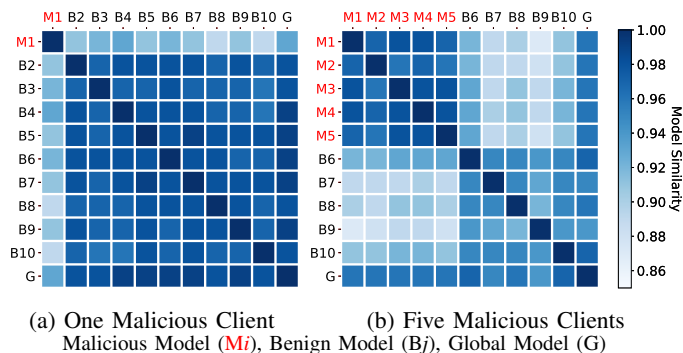 M1 B2 B3 B4 B5 B6 B7 B8 B9 B10 G
M1
B2
B3
B4
B5
B6
B7
B8
B9
B10
G
M1 M2 M3 M4 M5 B6 B7 B8 B9 B10 G
M1
M2
M3
M4
M5
B6
B7
B8
B9
B10
G
1.00
0.98
0.96
0.94
0.92
0.90
0.88
0.86
Model Similarity
(a) One Malicious Client
(b) Five Malicious Clients
Malicious Model (Mi), Benign Model (Bj), Global Model (G)